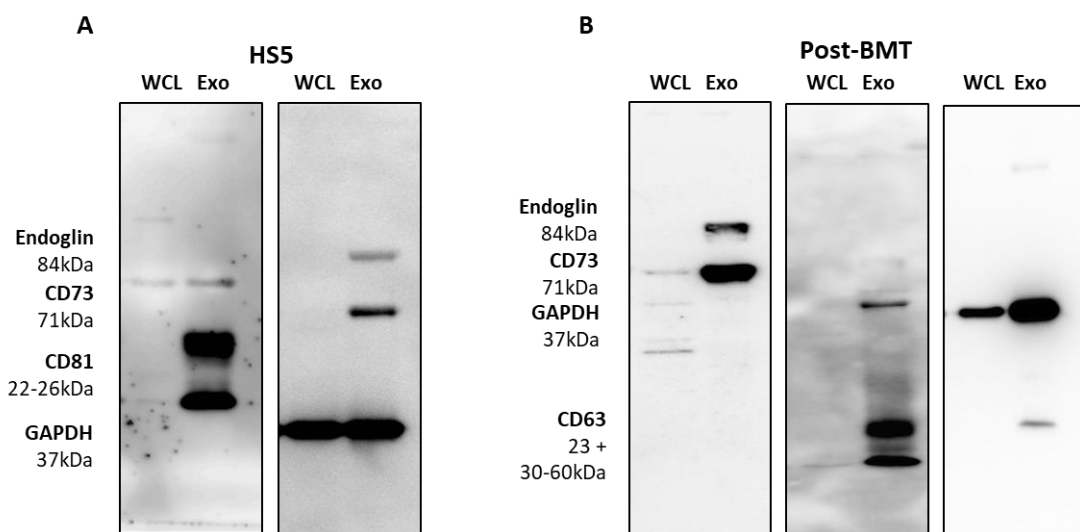 A
HS5
WCL Exo
WCL Exo
Endoglin
84kDa
CD73
71kDa
CD81
22-26kDa
GAPDH
37kDa
B
Post-BMT
WCL Exo
WCL Exo
WCL Exo
Endoglin
84kDa
CD73
71kDa
GAPDH
37kDa
CD63
23 +
30-60kDa